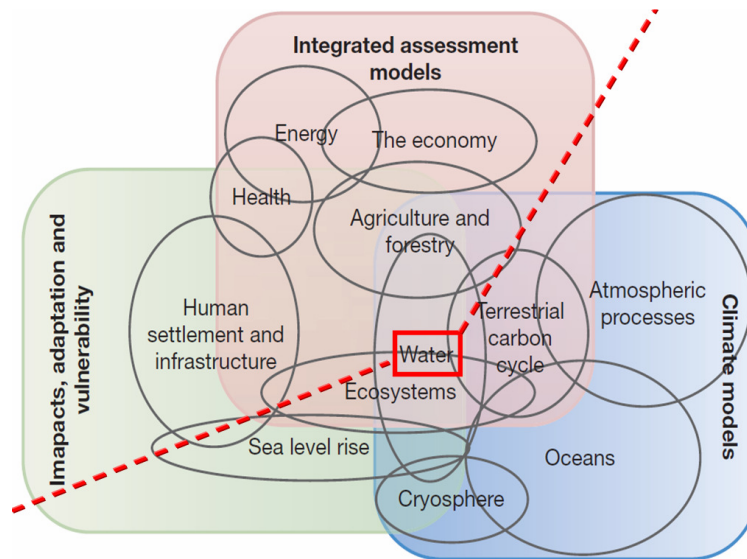 Integrated assessment
models
Energy
The economy
Health
Agriculture and
forestry
Imapacts, adaptation and
vulnerability
Human
settlement and
infrastructure
Water
Terrestrial
carbon
cycle
Atmospheric
processes
Climate models
Ecosystems
Sea level rise
Oceans
Cryosphere